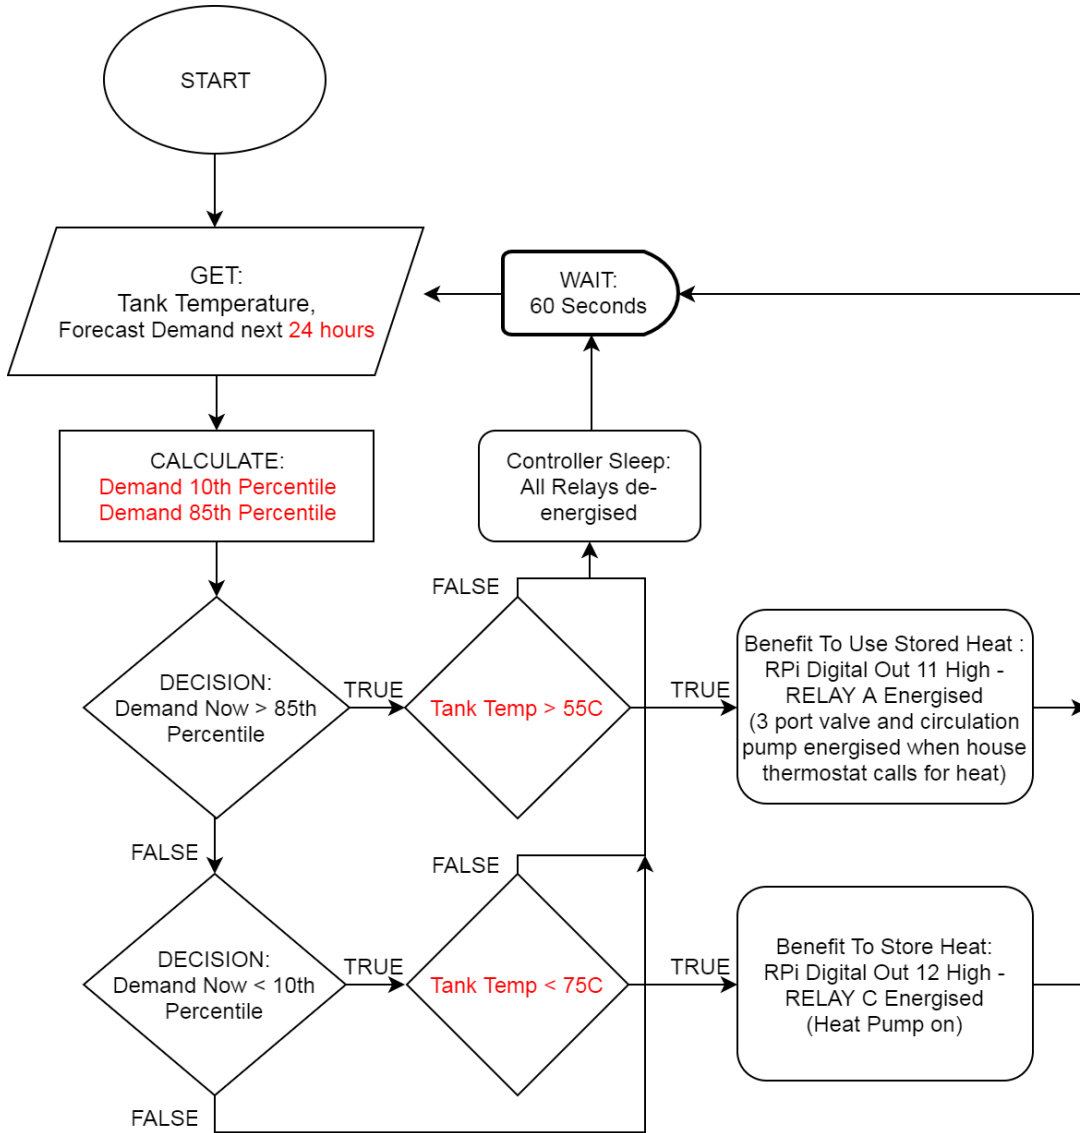 START
GET:
Tank Temperature,
Forecast Demand next 24 hours
WAIT:
60 Seconds
CALCULATE:
Demand 10th Percentile
Demand 85th Percentile
Controller Sleep:
All Relays de-
energised
FALSE
DECISION:
Demand Now > 85th
Percentile
TRUE
Tank Temp > 55C
TRUE
Benefit To Use Stored Heat :
RPi Digital Out 11 High -
RELAY A Energised
(3 port valve and circulation
pump energised when house
thermostat calls for heat)
FALSE
FALSE
DECISION:
Demand Now < 10th
Percentile
TRUE
Tank Temp < 75C
TRUE
Benefit To Store Heat:
RPi Digital Out 12 High -
RELAY C Energised
(Heat Pump on)
FALSE